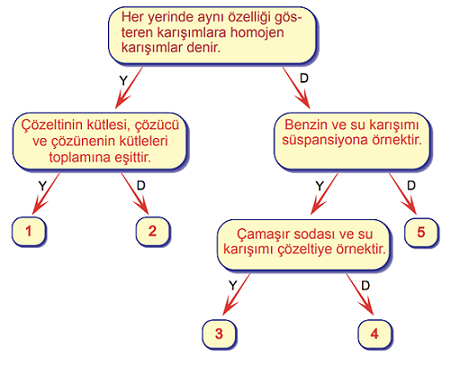 Her yerinde aynı özelliği gös-
teren karışımlara homojen
karışımlar denir.
Y
D
Çözeltinin kütlesi, çözücü
ve çözünenin kütleleri
toplamına eşittir.
Benzin ve su karışımı
süspansiyona örnektir.
Y
D
Y
D
1
2
Çamaşır sodası ve su
karışımı çözeltiye örnektir.
5
Y
D
3
4